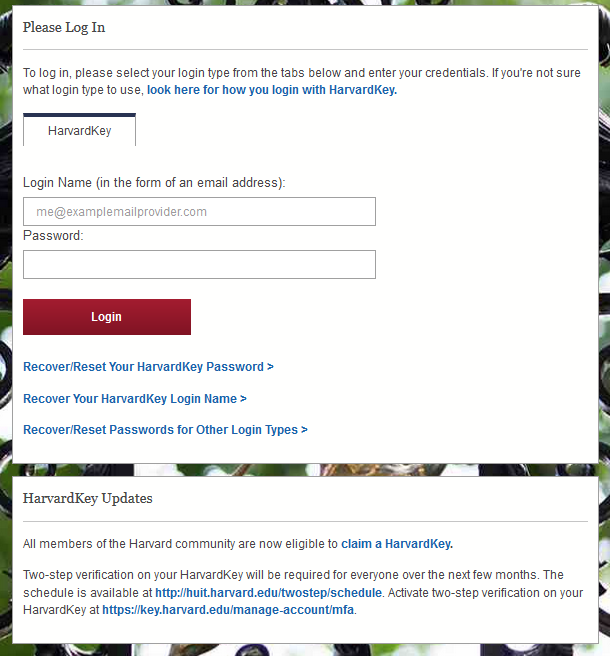 Please Log In
To log in, please select your login type from the tabs below and enter your credentials. If you're not sure
what login type to use, look here for how you login with HarvardKey.
HarvardKey
Login Name (in the form of an email address):
me@examplemailprovider.com
Password:
Login
Recover/Reset Your HarvardKey Password >
Recover Your HarvardKey Login Name >
Recover/Reset Passwords for Other Login Types >
HarvardKey Updates
All members of the Harvard community are now eligible to claim a HarvardKey.
Two-step verification on your HarvardKey will be required for everyone over the next few months. The
schedule is available at http://huit.harvard.edu/twostep/schedule. Activate two-step verification on your
HarvardKey at https://key.harvard.edu/manage-account/mfa.